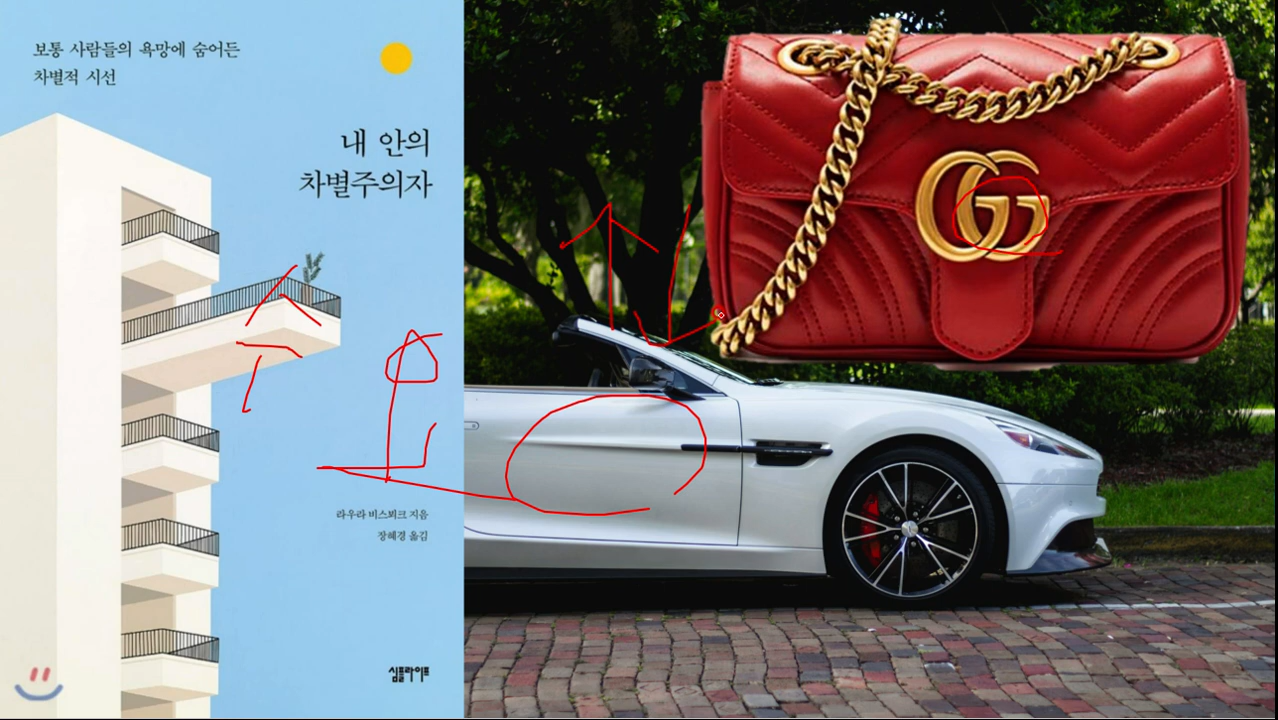 보통 사람들의 욕망에 숨어든
차별적 시선
내 안의
차별주의자
라우라 비스뵈크 지음
장혜경 옮김
심플라이프
GG